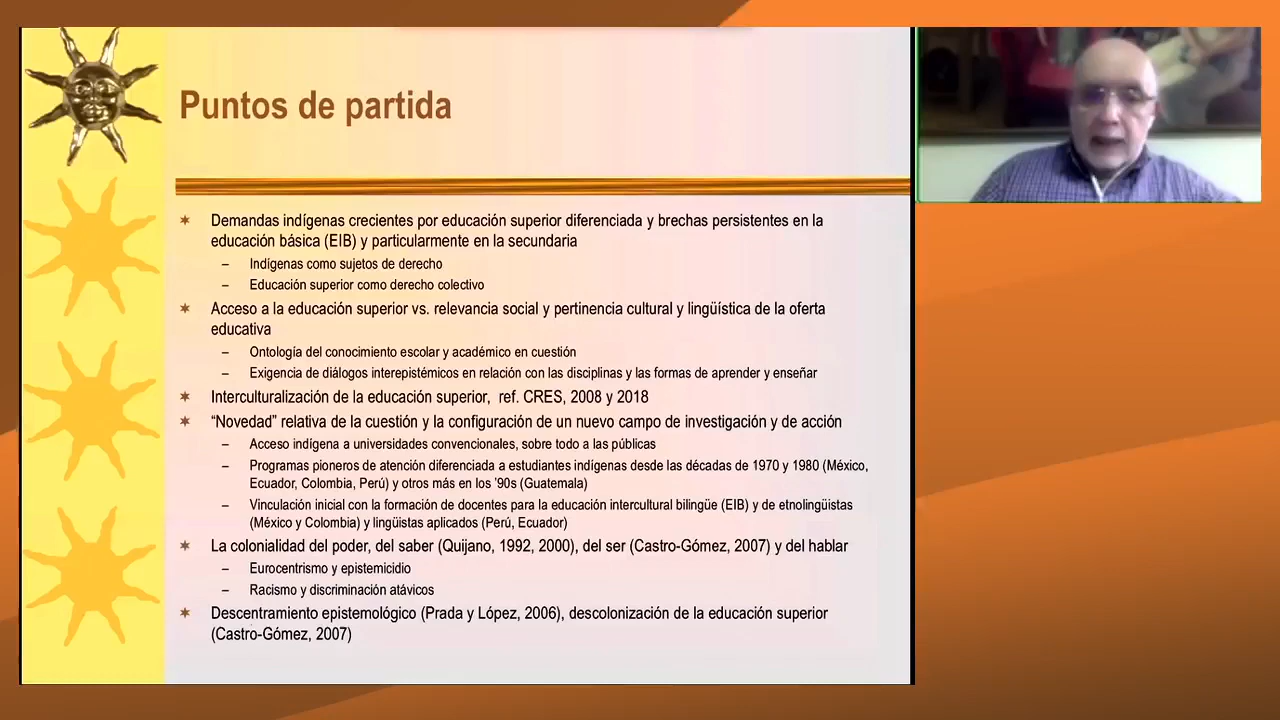 Puntos de partida
Demandas indígenas crecientes por educación superior diferenciada y brechas persistentes en la
educación básica (EIB) y particularmente en la secundaria
– Indígenas como sujetos de derecho
– Educación superior como derecho colectivo
Acceso a la educación superior vs. relevancia social y pertinencia cultural y lingüística de la oferta
educativa
– Ontología del conocimiento escolar y académico en cuestión
– Exigencia de diálogos interepistémicos en relación con las disciplinas y las formas de aprender y enseñar
Interculturalización de la educación superior, ref. CRES, 2008 y 2018
“Novedad” relativa de la cuestión y la configuración de un nuevo campo de investigación y de acción
– Acceso indígena a universidades convencionales, sobre todo a las públicas
– Programas pioneros de atención diferenciada a estudiantes indígenas desde las décadas de 1970 y 1980 (México,
Ecuador, Colombia, Perú) y otros más en los ’90s (Guatemala)
– Vinculación inicial con la formación de docentes para la educación intercultural bilingüe (EIB) y de etnolingüistas
(México y Colombia) y lingüistas aplicados (Perú, Ecuador)
La colonialidad del poder, del saber (Quijano, 1992, 2000), del ser (Castro-Gómez, 2007) y del hablar
– Eurocentrismo y epistemicidio
– Racismo y discriminación atávicos
Descentramiento epistemológico (Prada y López, 2006), descolonización de la educación superior
(Castro-Gómez, 2007)